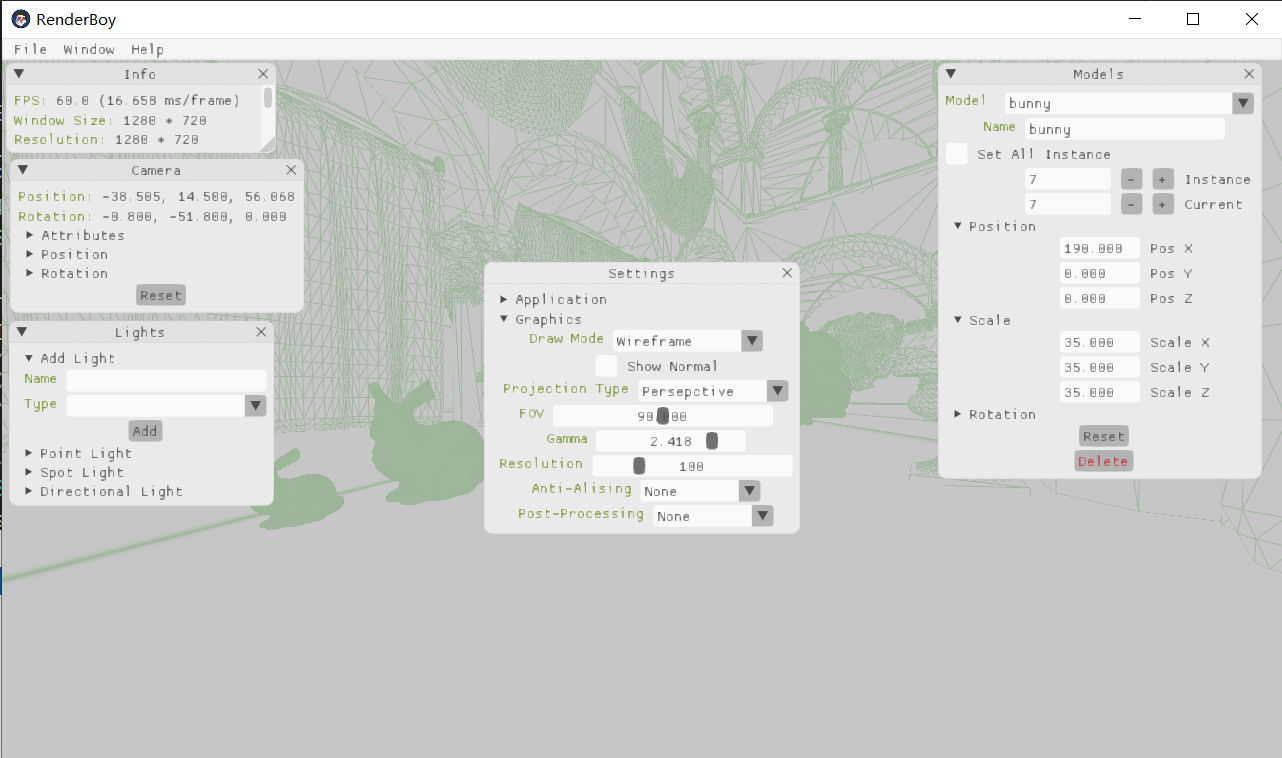 RenderBoy
File Window Help
Info
FPS: 60.0 (16.658 ms/frame)
Window Size: 1280 * 720
Resolution: 1280 * 720
Camera
Position: -38.505, 14.500, 56.068
Rotation: -0.800, -51.800, 0.000
Attributes
Position
Rotation
Reset
Lights
Add Light
Name
Type
Add
Point Light
Spot Light
Directional Light
Settings
Application
Graphics
Draw Mode Wireframe
Show Normal
Projection Type Persepctive
FOV 90.000
Gamma 2.418
Resolution 100
Anti-Alising None
Post-Processing None
Models
Model bunny
Name bunny
Set All Instance
7 - + Instance
7 - + Current
Position
190.000 Pos X
0.000 Pos Y
0.000 Pos Z
Scale
35.000 Scale X
35.000 Scale Y
35.000 Scale Z
Rotation
Reset
Delete